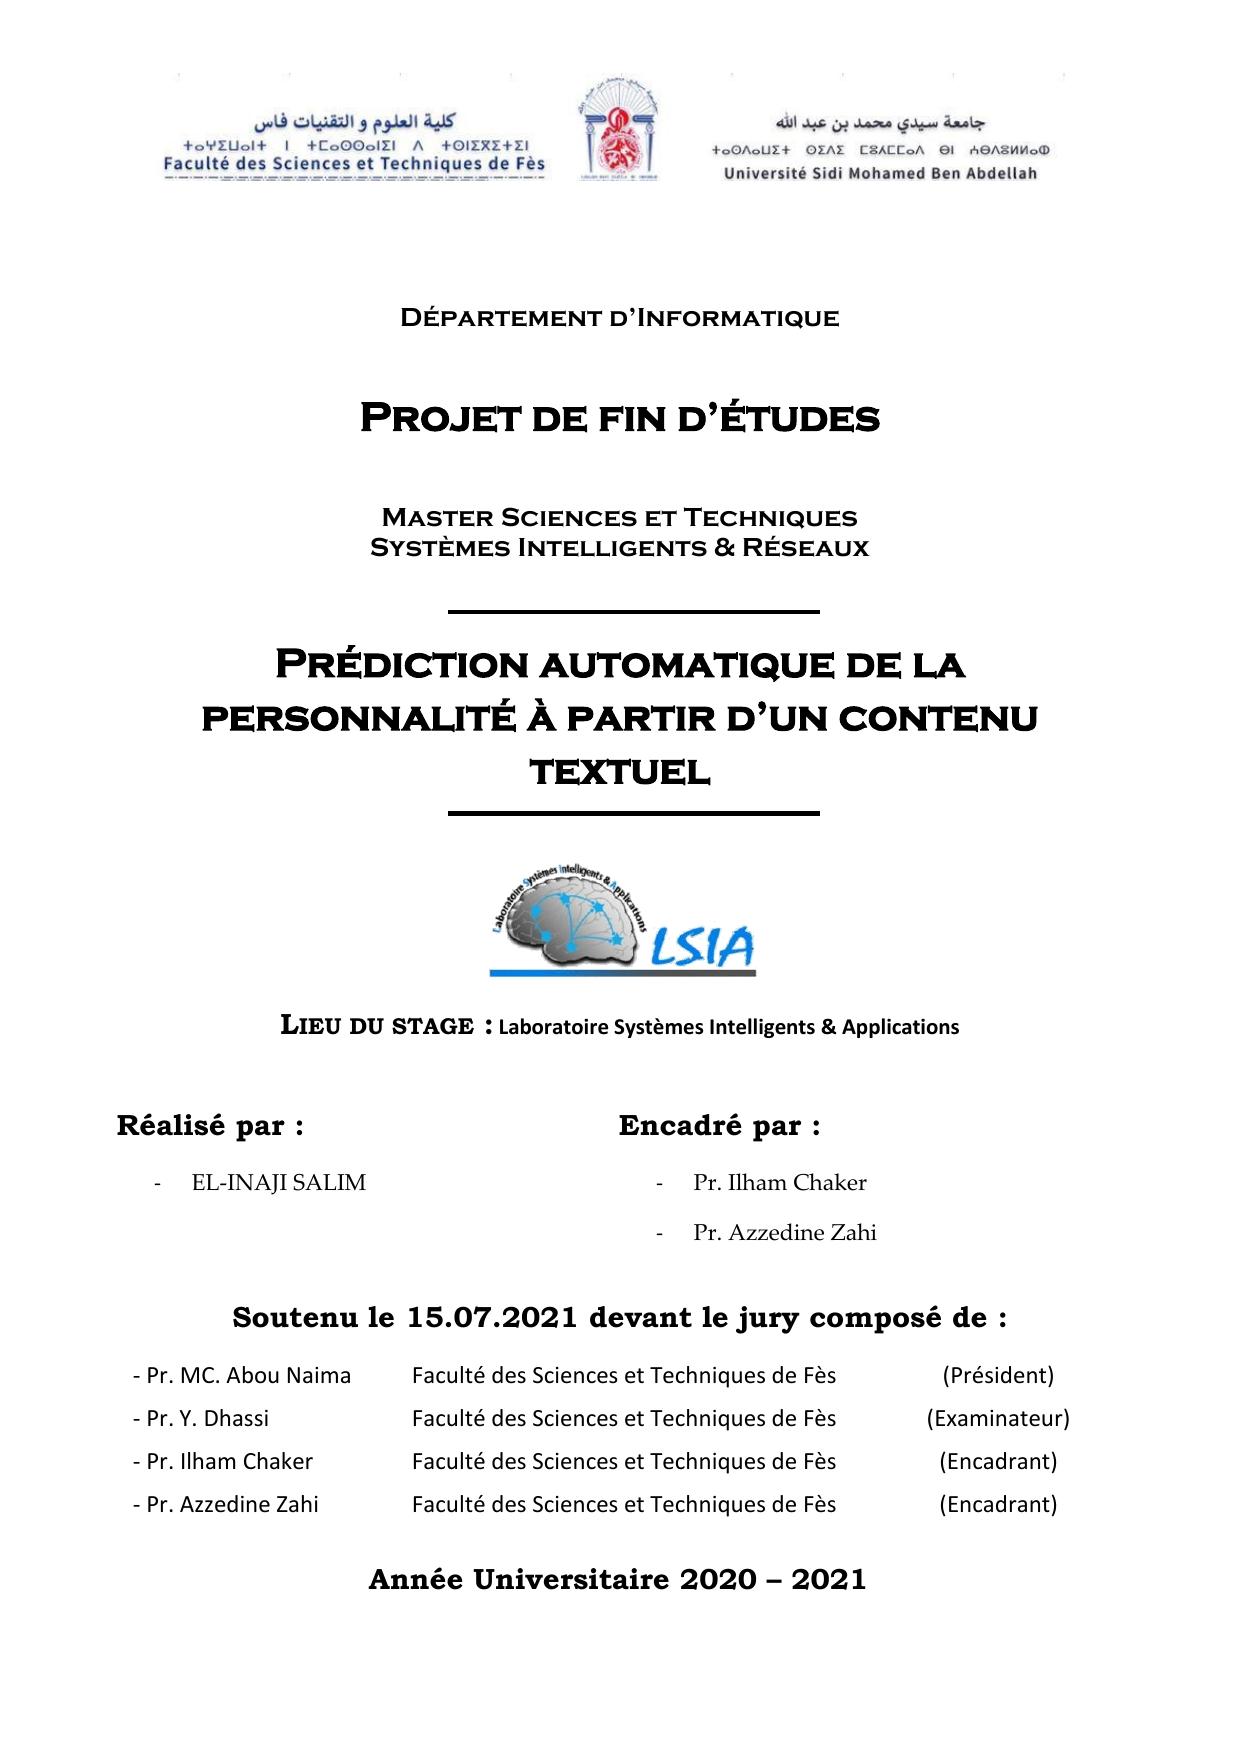 كلية العلوم و التقنيات فاس
ⵜⴰⵖⵉⵡⴰⵏⵜ ⵏ ⵜⵎⴰⵙⵙⴰⵏⵉⵏ ⴷ ⵜⵙⵏⵉⴳⵉⵜⵉⵏ
Faculté des Sciences et Techniques de Fès
جامعة سيدي محمد بن عبد الله
ⵜⴰⵙⴷⴰⵡⵉⵜ ⵙⵉⴷⵉ ⵎⵓⵃⵎⵎⴰⴷ ⴱⵏ ⵄⴱⴷⵓⵍⵍⴰⵀ
Université Sidi Mohamed Ben Abdellah
Département d’Informatique
Projet de fin d’études
Master Sciences et Techniques
Systèmes Intelligents & Réseaux
Prédiction automatique de la
personnalité à partir d’un contenu
textuel
Laboratoire Systèmes Intelligents & Applications
LSIA
Lieu du stage : Laboratoire Systèmes Intelligents & Applications
Réalisé par :
- EL-INAJI SALIM
Encadré par :
- Pr. Ilham Chaker
- Pr. Azzedine Zahi
Soutenu le 15.07.2021 devant le jury composé de :
- Pr. MC. Abou Naima Faculté des Sciences et Techniques de Fès (Président)
- Pr. Y. Dhassi Faculté des Sciences et Techniques de Fès (Examinateur)
- Pr. Ilham Chaker Faculté des Sciences et Techniques de Fès (Encadrant)
- Pr. Azzedine Zahi Faculté des Sciences et Techniques de Fès (Encadrant)
Année Universitaire 2020 – 2021